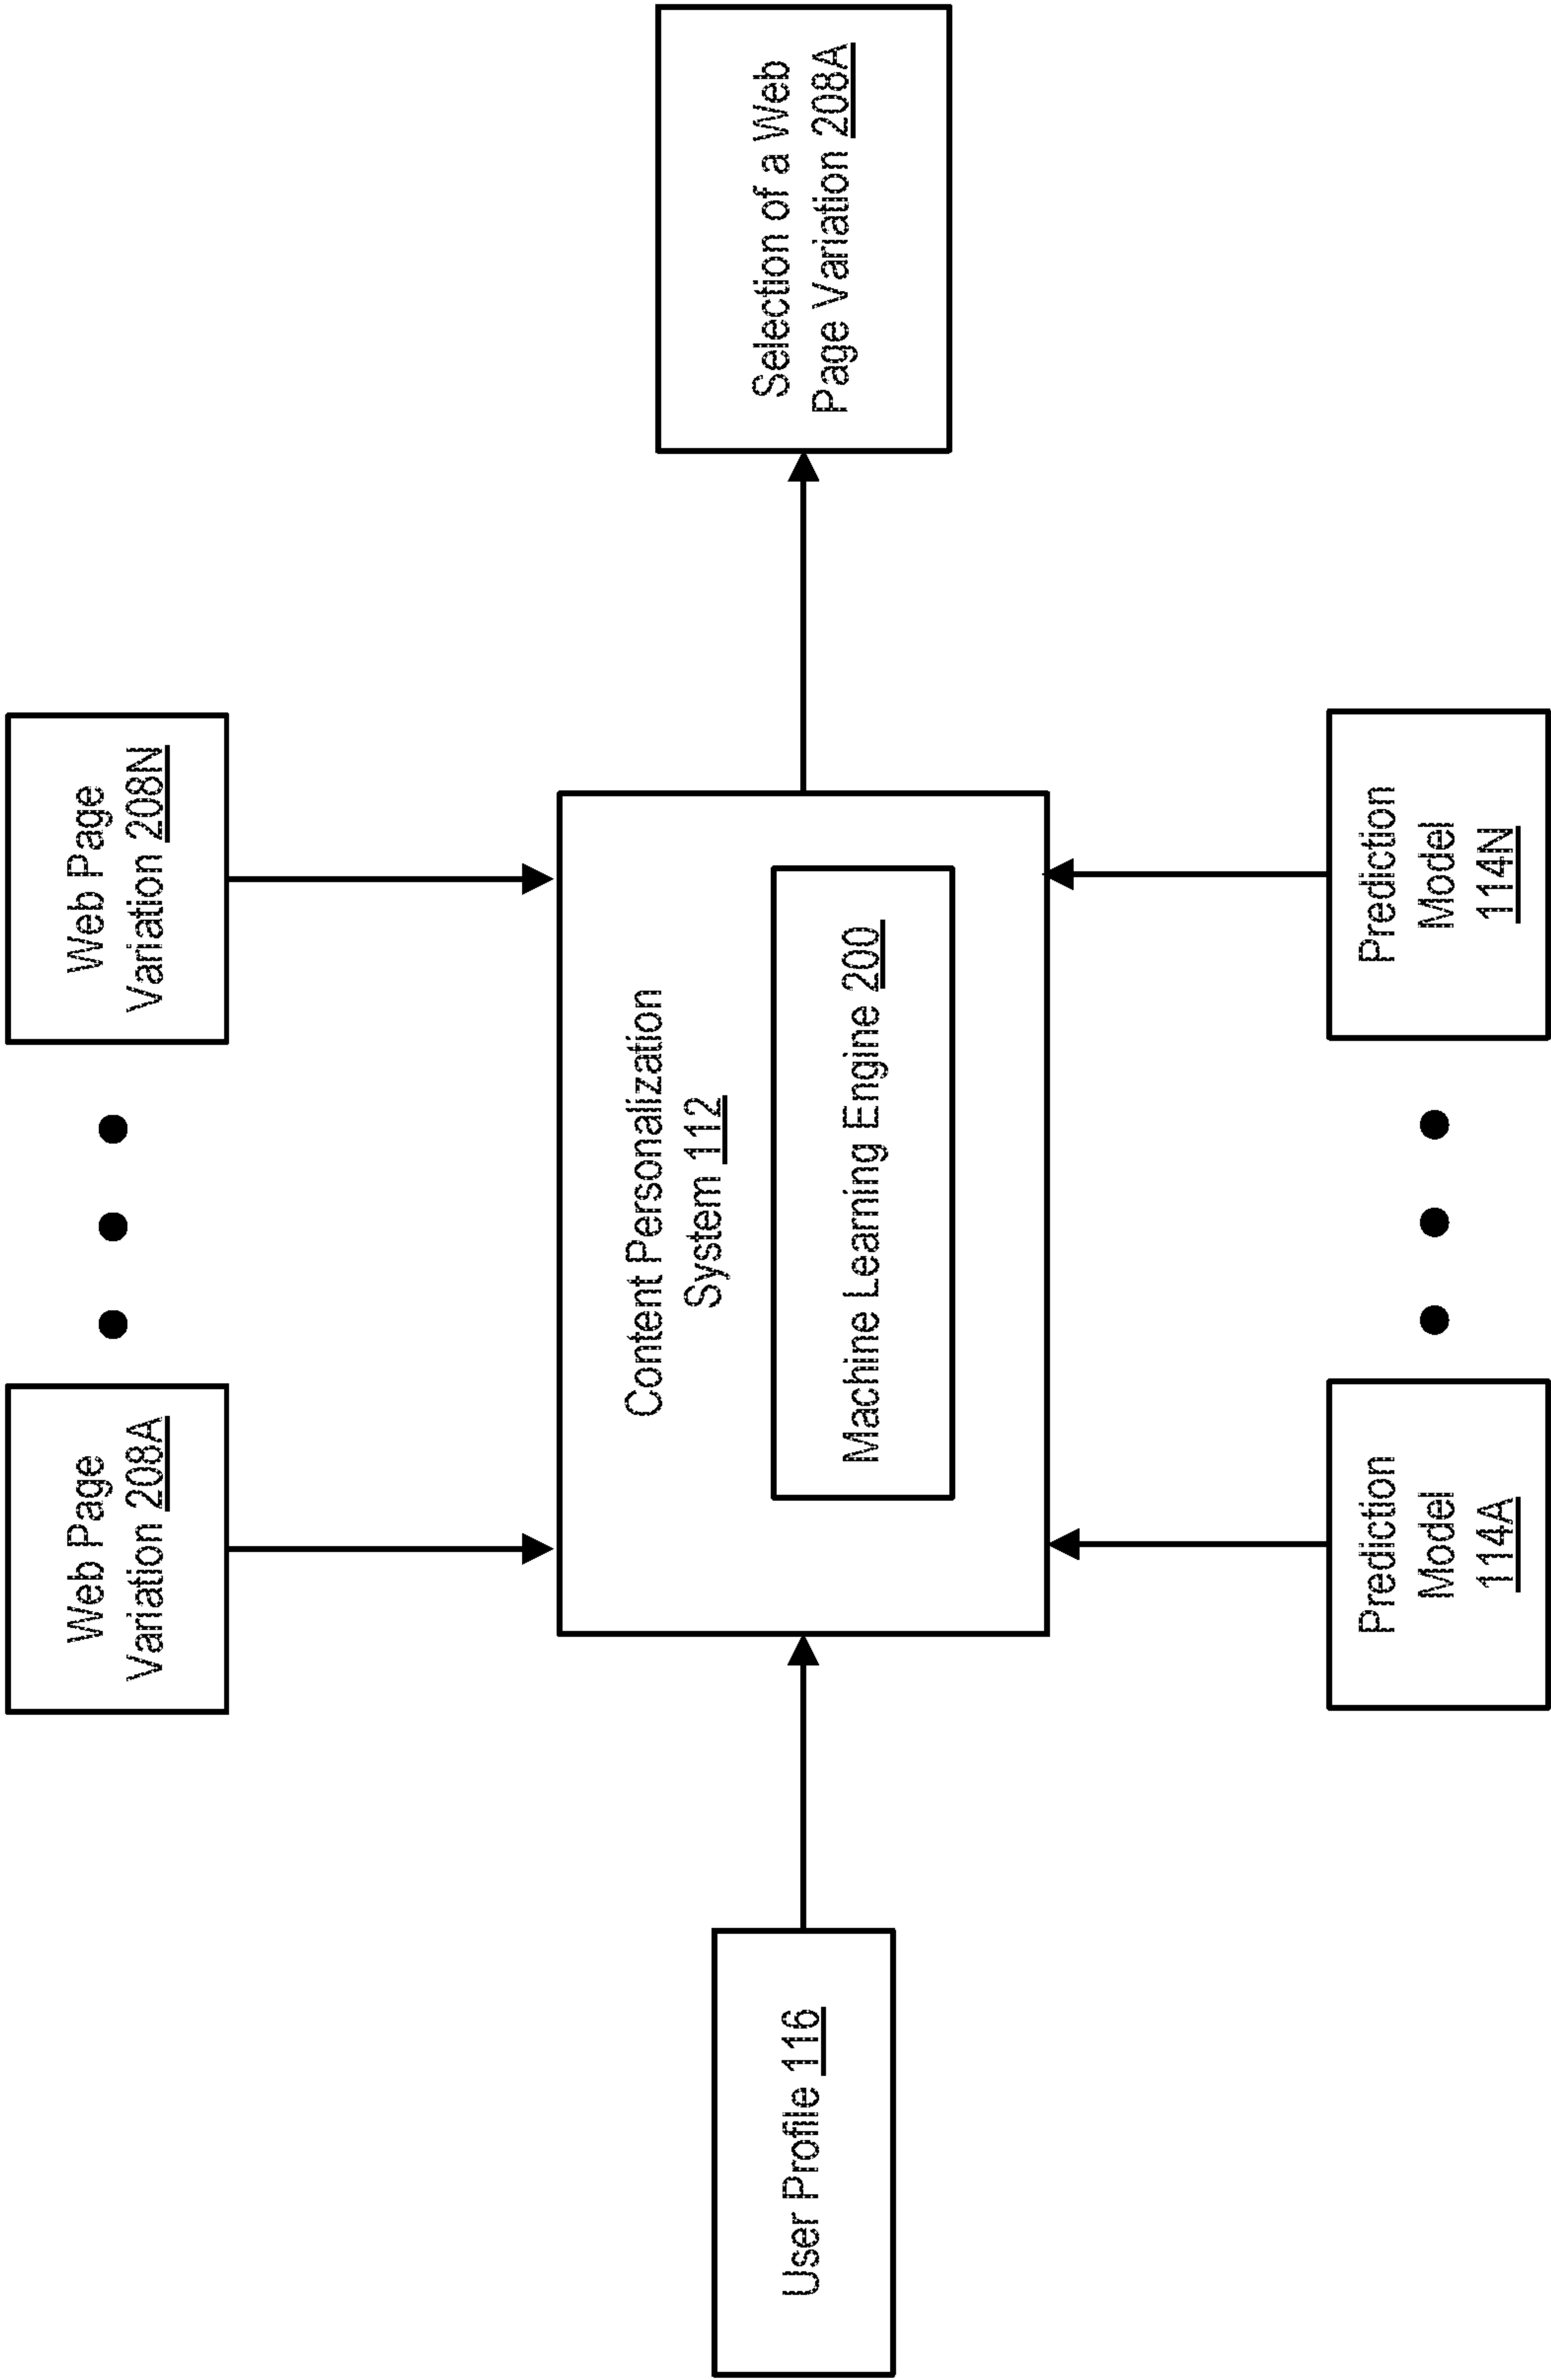 Web Page
Variation 208A
Web Page
Variation 208N
User Profile 116
Content Personalization
System 112
Machine Learning Engine 200
Selection of a Web
Page Variation 208A
Prediction
Model
114A
Prediction
Model
114N